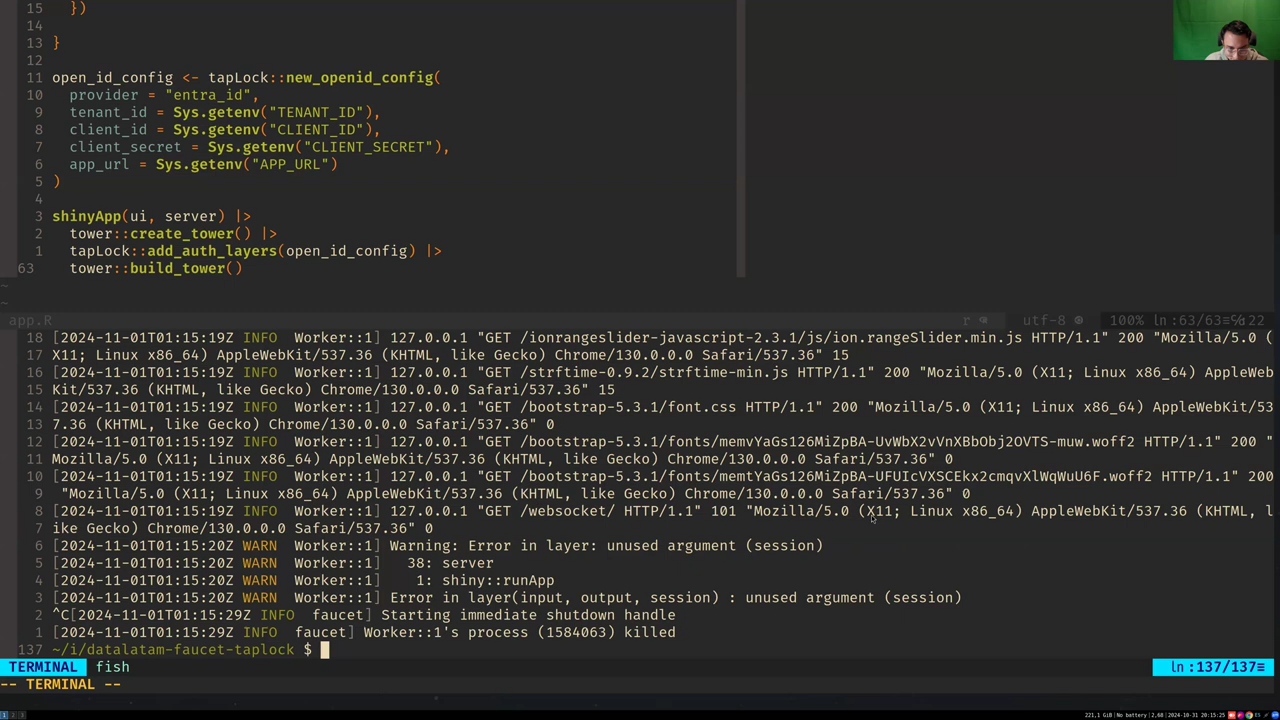 15   })
14
13 }
12
11 open_id_config <- tapLock::new_openid_config(
10   provider = "entra_id",
9   tenant_id = Sys.getenv("TENANT_ID"),
8   client_id = Sys.getenv("CLIENT_ID"),
7   client_secret = Sys.getenv("CLIENT_SECRET"),
6   app_url = Sys.getenv("APP_URL")
5 )
4
3 shinyApp(ui, server) |>
2   tower::create_tower() |>
1   tapLock::add_auth_layers(open_id_config) |>
63   tower::build_tower()
~
~
app.R r utf-8 100% ln:63/63≡℅:22
18 [2024-11-01T01:15:19Z INFO  Worker::1] 127.0.0.1 "GET /ionrangeslider-javascript-2.3.1/js/ion.rangeSlider.min.js HTTP/1.1" 200 "Mozilla/5.0 (
17 X11; Linux x86_64) AppleWebKit/537.36 (KHTML, like Gecko) Chrome/130.0.0.0 Safari/537.36" 15
16 [2024-11-01T01:15:19Z INFO  Worker::1] 127.0.0.1 "GET /strftime-0.9.2/strftime-min.js HTTP/1.1" 200 "Mozilla/5.0 (X11; Linux x86_64) AppleWeb
15 Kit/537.36 (KHTML, like Gecko) Chrome/130.0.0.0 Safari/537.36" 15
14 [2024-11-01T01:15:19Z INFO  Worker::1] 127.0.0.1 "GET /bootstrap-5.3.1/font.css HTTP/1.1" 200 "Mozilla/5.0 (X11; Linux x86_64) AppleWebKit/53
13 7.36 (KHTML, like Gecko) Chrome/130.0.0.0 Safari/537.36" 0
12 [2024-11-01T01:15:19Z INFO  Worker::1] 127.0.0.1 "GET /bootstrap-5.3.1/fonts/memvYaGs126MiZpBA-UvWbX2vVnXBbObj2OVTS-muw.woff2 HTTP/1.1" 200 "
11 Mozilla/5.0 (X11; Linux x86_64) AppleWebKit/537.36 (KHTML, like Gecko) Chrome/130.0.0.0 Safari/537.36" 0
10 [2024-11-01T01:15:19Z INFO  Worker::1] 127.0.0.1 "GET /bootstrap-5.3.1/fonts/memtYaGs126MiZpBA-UFUIcVXSCEkx2cmqvXlWqWuU6F.woff2 HTTP/1.1" 200
9  "Mozilla/5.0 (X11; Linux x86_64) AppleWebKit/537.36 (KHTML, like Gecko) Chrome/130.0.0.0 Safari/537.36" 0
8 [2024-11-01T01:15:19Z INFO  Worker::1] 127.0.0.1 "GET /websocket/ HTTP/1.1" 101 "Mozilla/5.0 (X11; Linux x86_64) AppleWebKit/537.36 (KHTML, l
7 ike Gecko) Chrome/130.0.0.0 Safari/537.36" 0
6 [2024-11-01T01:15:20Z WARN  Worker::1] Warning: Error in layer: unused argument (session)
5 [2024-11-01T01:15:20Z WARN  Worker::1]   38: server
4 [2024-11-01T01:15:20Z WARN  Worker::1]    1: shiny::runApp
3 [2024-11-01T01:15:20Z WARN  Worker::1] Error in layer(input, output, session) : unused argument (session)
2 ^C[2024-11-01T01:15:29Z INFO  faucet] Starting immediate shutdown handle
1 [2024-11-01T01:15:29Z INFO  faucet] Worker::1's process (1584063) killed
137 ~/i/datalatam-faucet-taplock $
TERMINAL fish ln:137/137≡
-- TERMINAL --
1 2 3 221,1 GiB| No battery| 2,68| 2024-10-31 20:15:25 ES